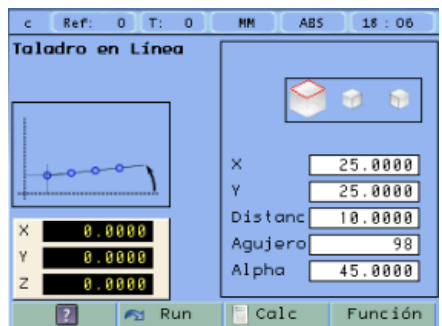 c Ref: 0 T: 0 MM ABS 18 : 06
Taladro en Línea
X 25.0000
Y 25.0000
Distanc 10.0000
Agujero 98
Alpha 45.0000
X 0.0000
Y 0.0000
Z 0.0000
? Run Calc Función